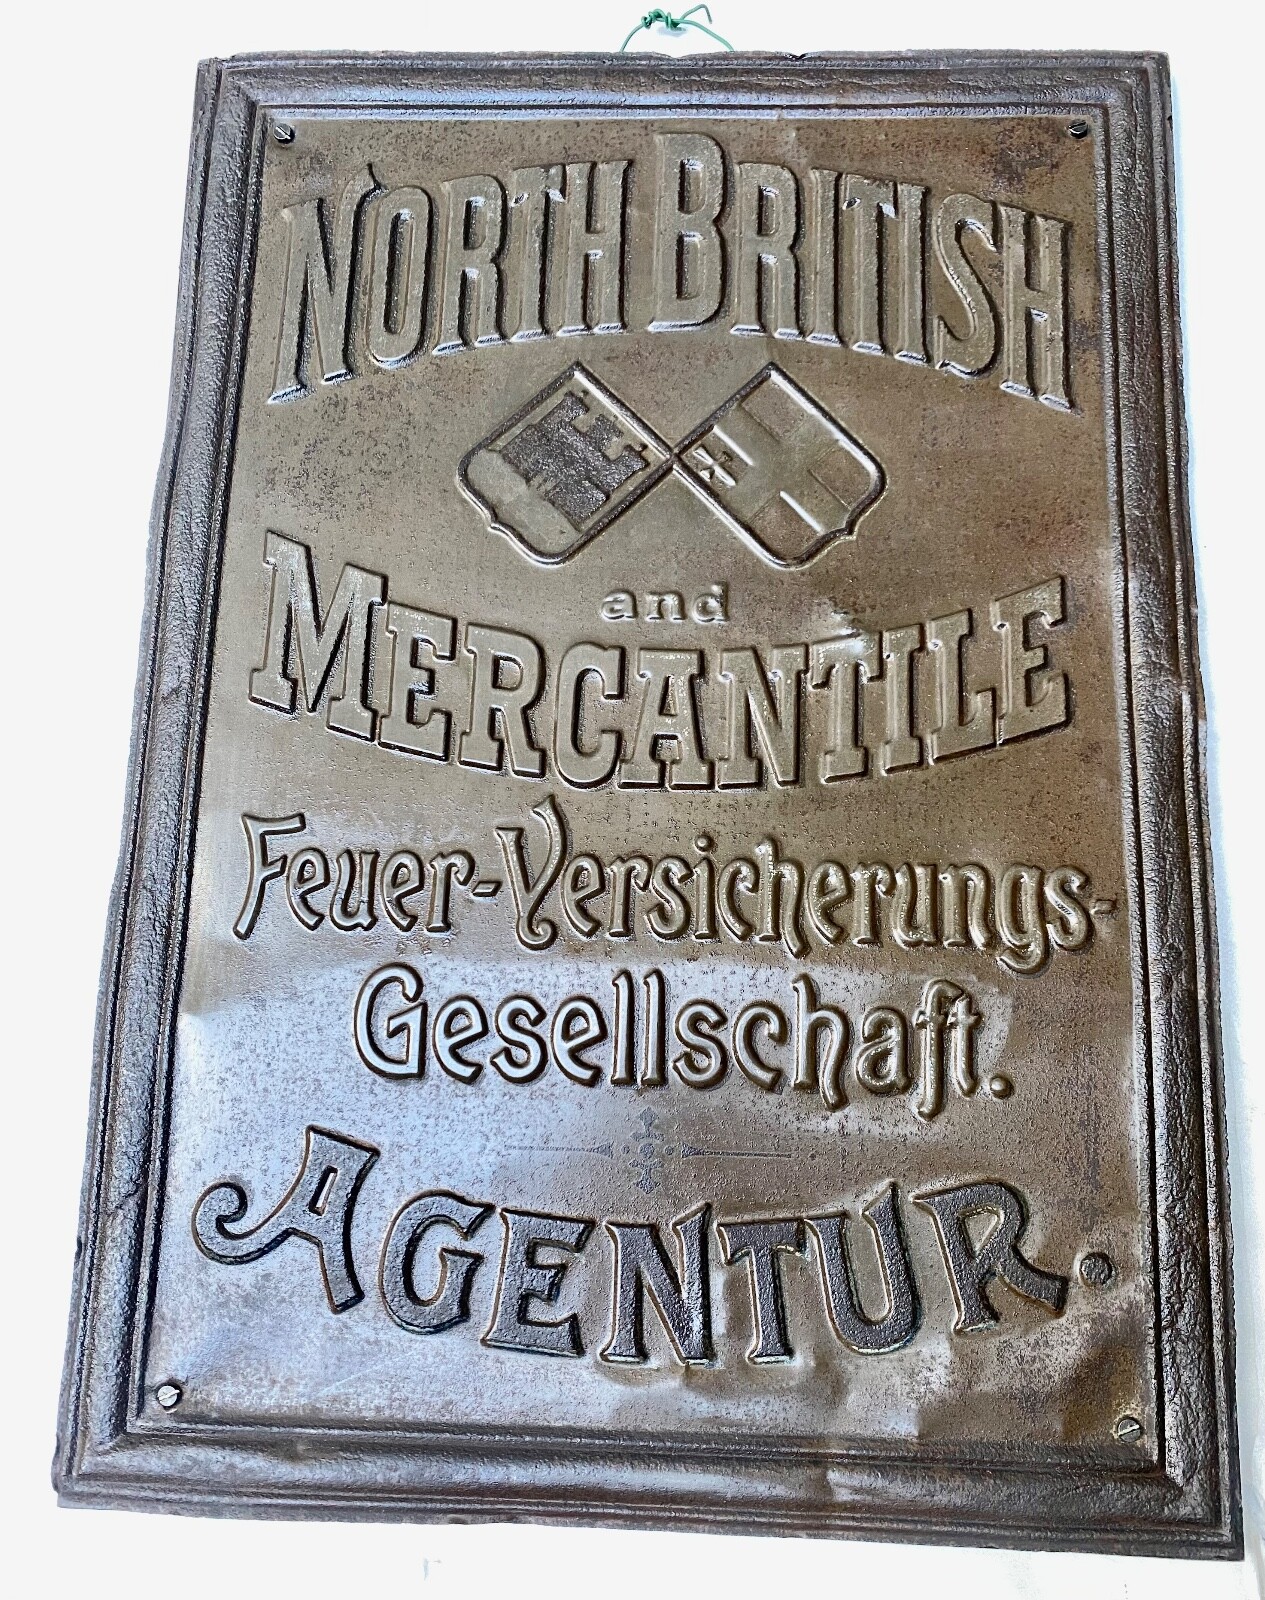 NORTH BRITISH
and
MERCANTILE
Feuer-Versicherungs-
Gesellschaft.
AGENTUR.